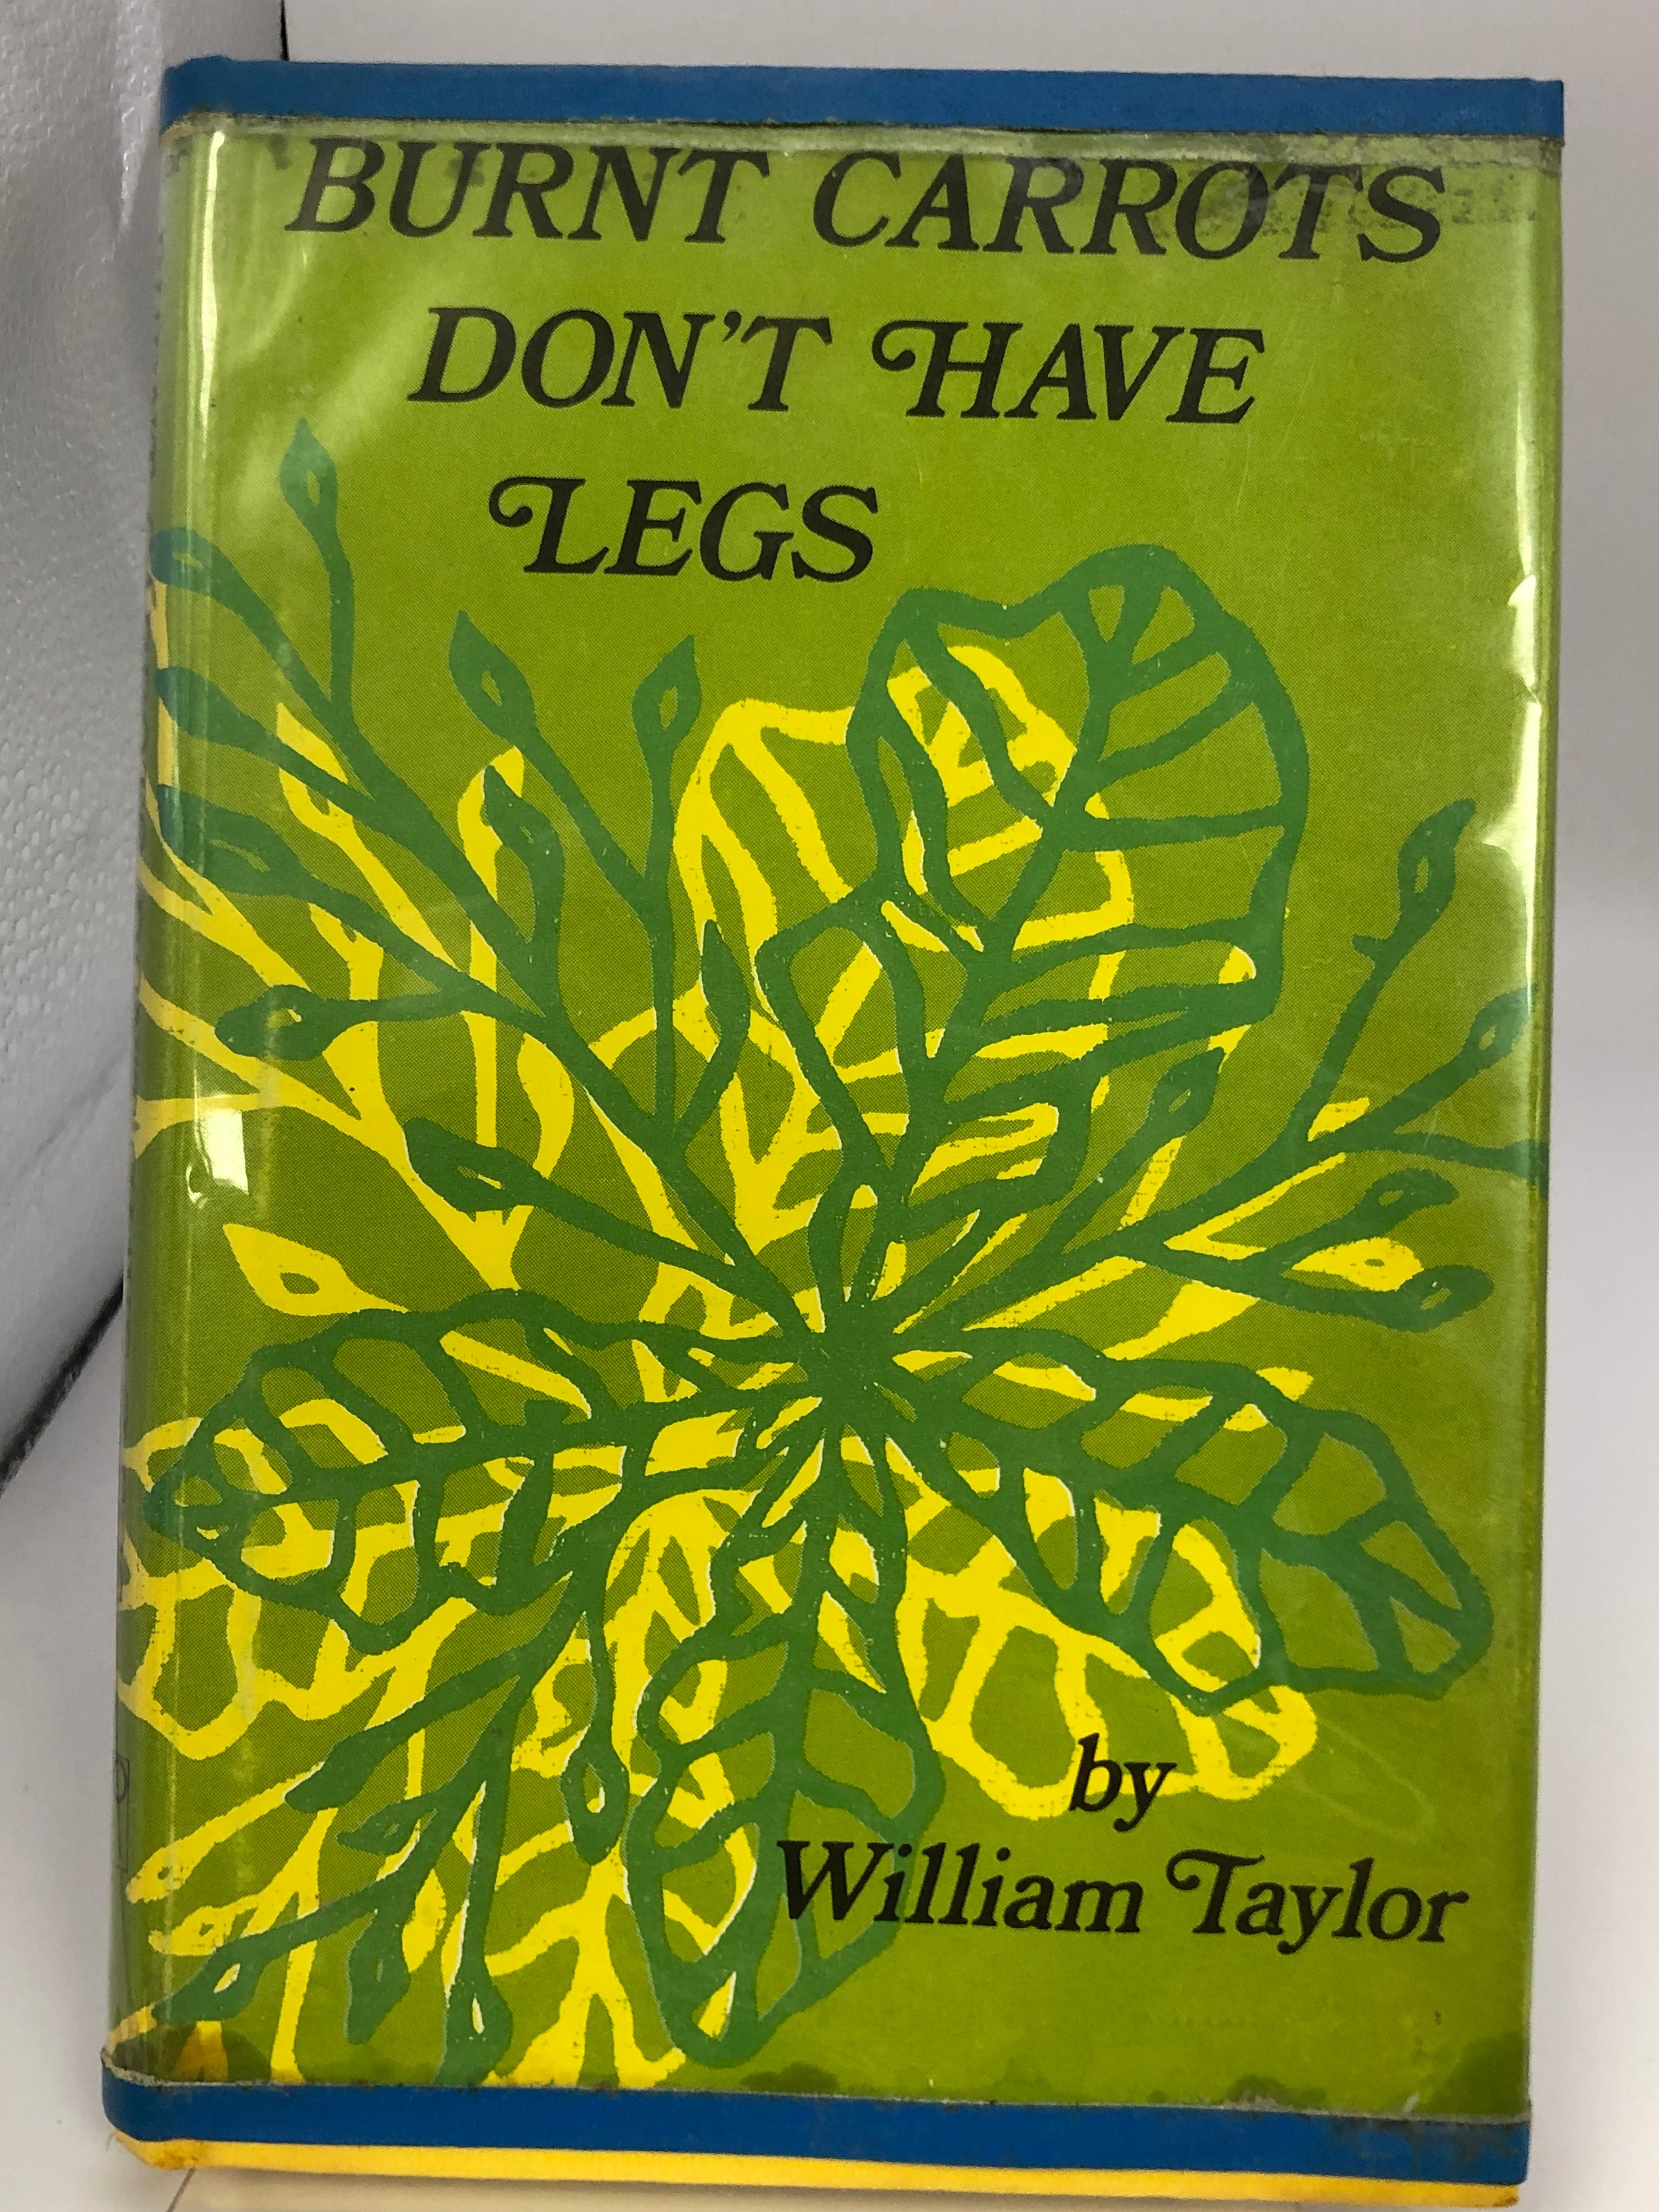 BURNT CARROTS
DON'T HAVE
LEGS
by
William Taylor